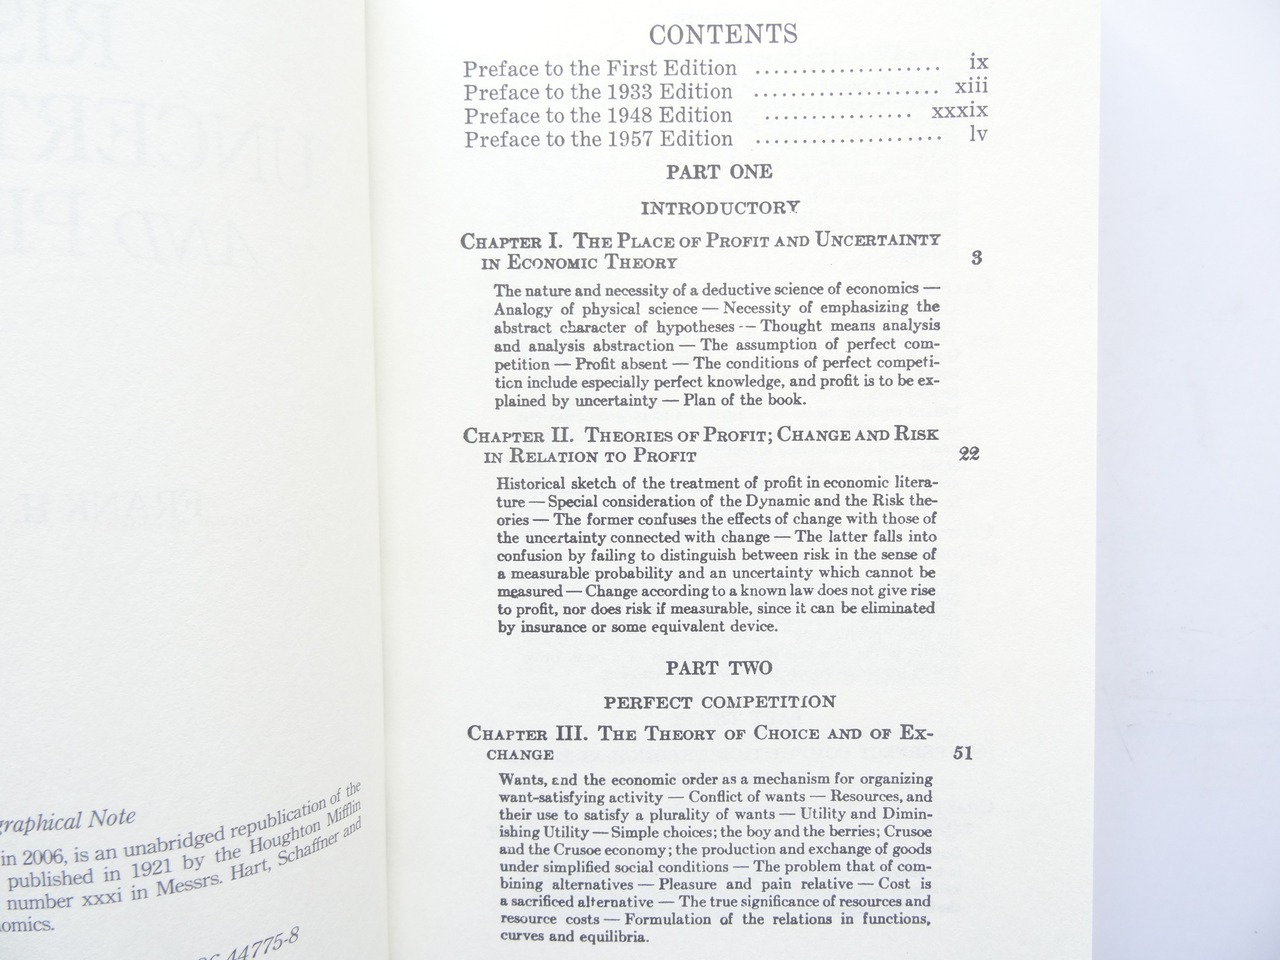 graphical Note
in 2006, is an unabridged republication of the
published in 1921 by the Houghton Mifflin
number xxxi in Messrs. Hart, Schaffner and
omics.
44775-8
CONTENTS
Preface to the First Edition .................... ix
Preface to the 1933 Edition .................... xiii
Preface to the 1948 Edition ................ xxxix
Preface to the 1957 Edition .................... lv
PART ONE
INTRODUCTORY
CHAPTER I. THE PLACE OF PROFIT AND UNCERTAINTY
IN ECONOMIC THEORY 3
The nature and necessity of a deductive science of economics —
Analogy of physical science — Necessity of emphasizing the
abstract character of hypotheses -- Thought means analysis
and analysis abstraction — The assumption of perfect com-
petition — Profit absent — The conditions of perfect competi-
tion include especially perfect knowledge, and profit is to be ex-
plained by uncertainty — Plan of the book.
CHAPTER II. THEORIES OF PROFIT; CHANGE AND RISK
IN RELATION TO PROFIT 22
Historical sketch of the treatment of profit in economic litera-
ture — Special consideration of the Dynamic and the Risk the-
ories — The former confuses the effects of change with those of
the uncertainty connected with change — The latter falls into
confusion by failing to distinguish between risk in the sense of
a measurable probability and an uncertainty which cannot be
measured — Change according to a known law does not give rise
to profit, nor does risk if measurable, since it can be eliminated
by insurance or some equivalent device.
PART TWO
PERFECT COMPETITION
CHAPTER III. THE THEORY OF CHOICE AND OF EX-
CHANGE 51
Wants, and the economic order as a mechanism for organizing
want-satisfying activity — Conflict of wants — Resources, and
their use to satisfy a plurality of wants — Utility and Dimin-
ishing Utility — Simple choices; the boy and the berries; Crusoe
and the Crusoe economy; the production and exchange of goods
under simplified social conditions — The problem that of com-
bining alternatives — Pleasure and pain relative — Cost is
a sacrificed alternative — The true significance of resources and
resource costs — Formulation of the relations in functions,
curves and equilibria.